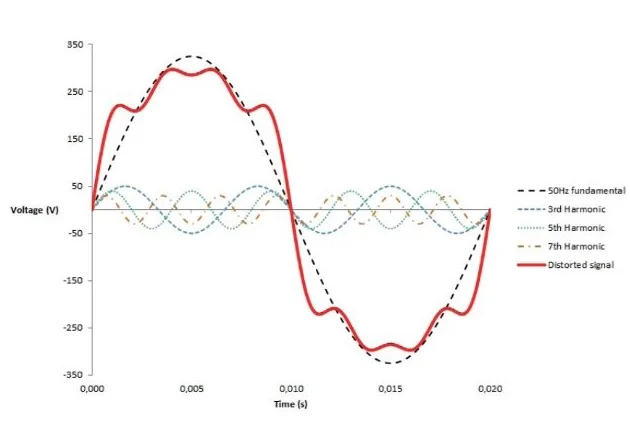 350
250
150
50
-50
-150
-250
-350
Voltage (V)
0,000
0,005
0,010
0,015
0,020
Time (s)
50Hz fundamental
3rd Harmonic
5th Harmonic
7th Harmonic
Distorted signal